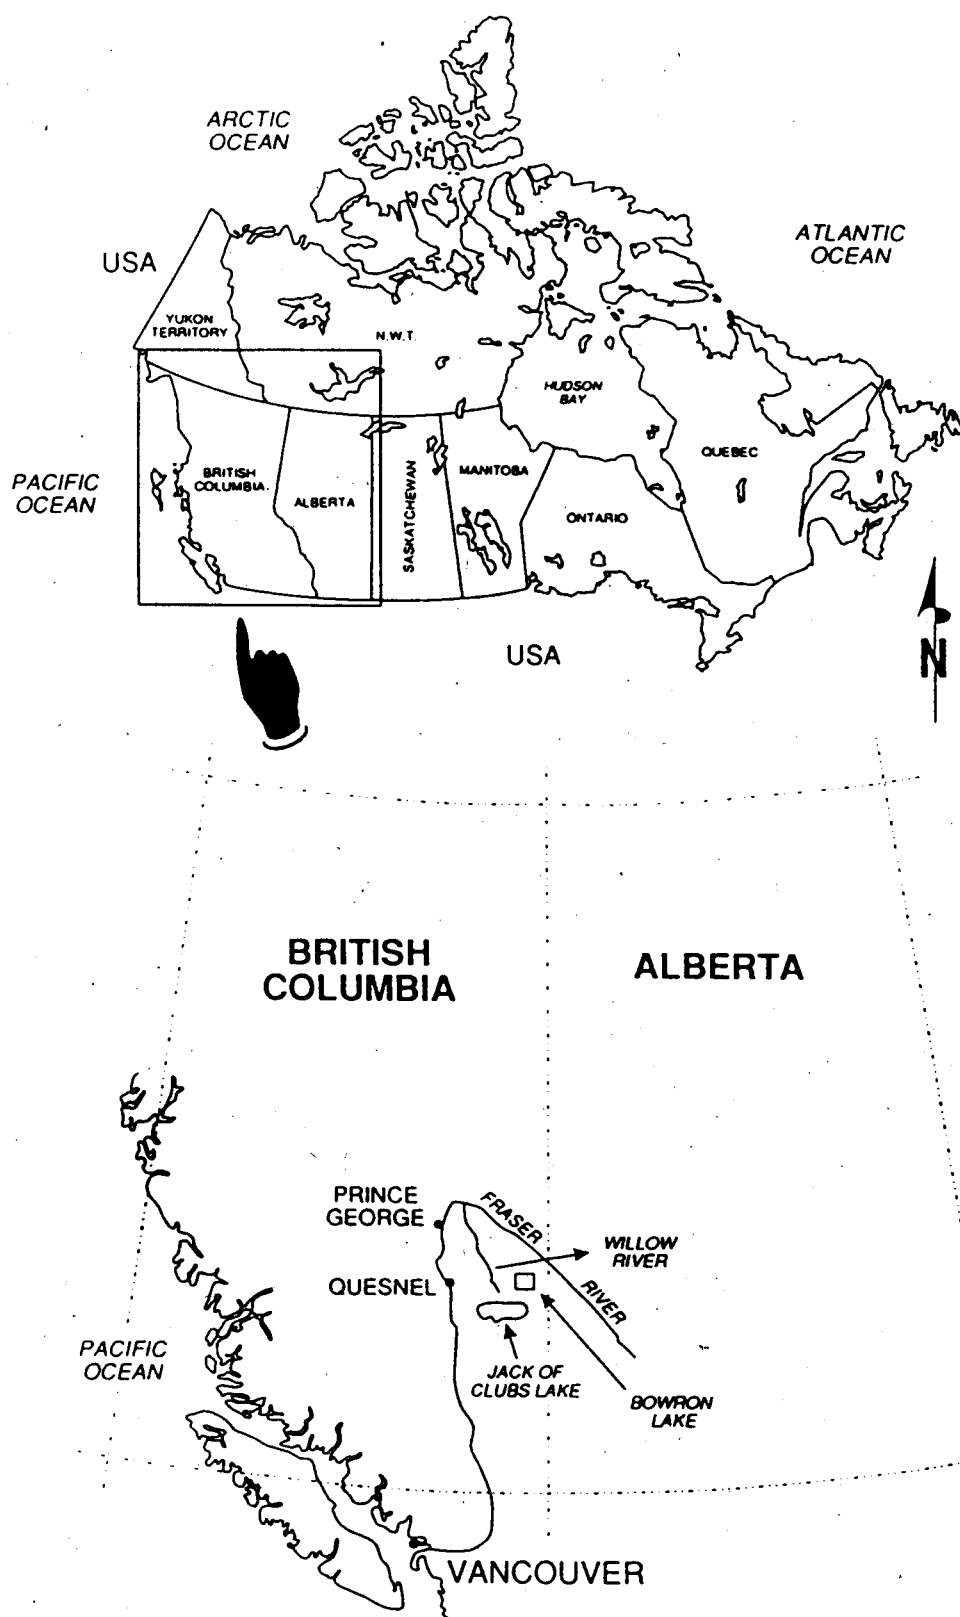 ARCTIC
OCEAN
ATLANTIC
OCEAN
USA
YUKON
TERRITORY
N.W.T.
HUDSON
BAY
PACIFIC
OCEAN
BRITISH
COLUMBIA
ALBERTA
SASKATCHEWAN
MANITOBA
ONTARIO
QUEBEC
USA
N
BRITISH
COLUMBIA
ALBERTA
PRINCE
GEORGE
FRASER
RIVER
WILLOW
RIVER
QUESNEL
PACIFIC
OCEAN
JACK OF
CLUBS LAKE
BOWRON
LAKE
VANCOUVER